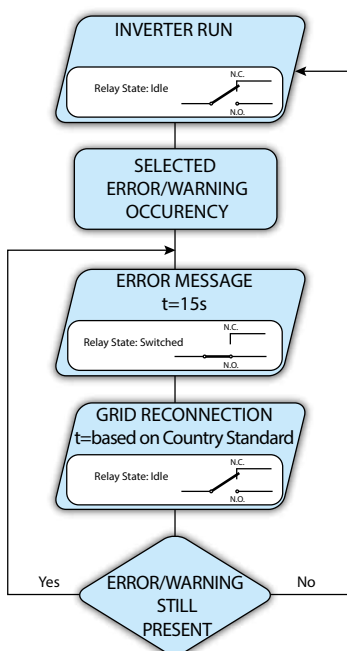 INVERTER RUN
N.C.
Relay State: Idle
N.O.
SELECTED
ERROR/WARNING
OCCURENCY
ERROR MESSAGE
t=15s
N.C.
Relay State: Switched
N.O.
GRID RECONNECTION
t=based on Country Standard
N.C.
Relay State: Idle
N.O.
Yes
ERROR/WARNING
STILL
PRESENT
No